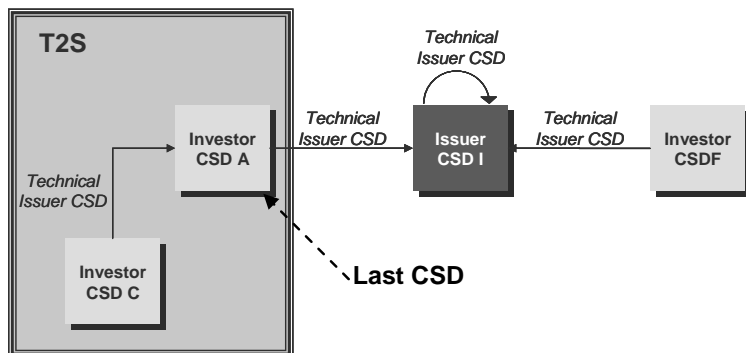 T2S
Technical
Issuer CSD
Investor
CSD A
Technical
Issuer CSD
Issuer
CSD I
Technical
Issuer CSD
Investor
CSDF
Technical
Issuer CSD
Investor
CSD C
Last CSD